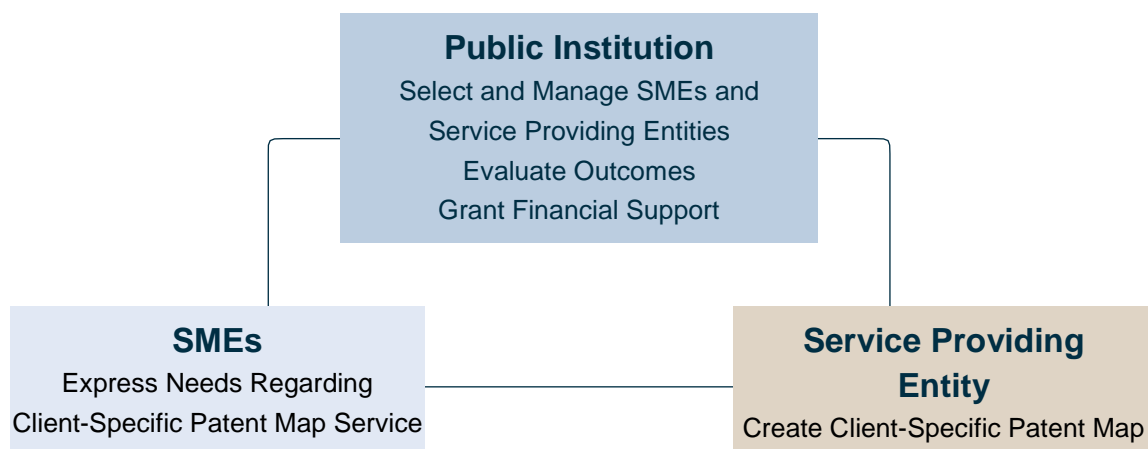 Public Institution
Select and Manage SMEs and
Service Providing Entities
Evaluate Outcomes
Grant Financial Support
SMEs
Express Needs Regarding
Client-Specific Patent Map Service
Service Providing
Entity
Create Client-Specific Patent Map